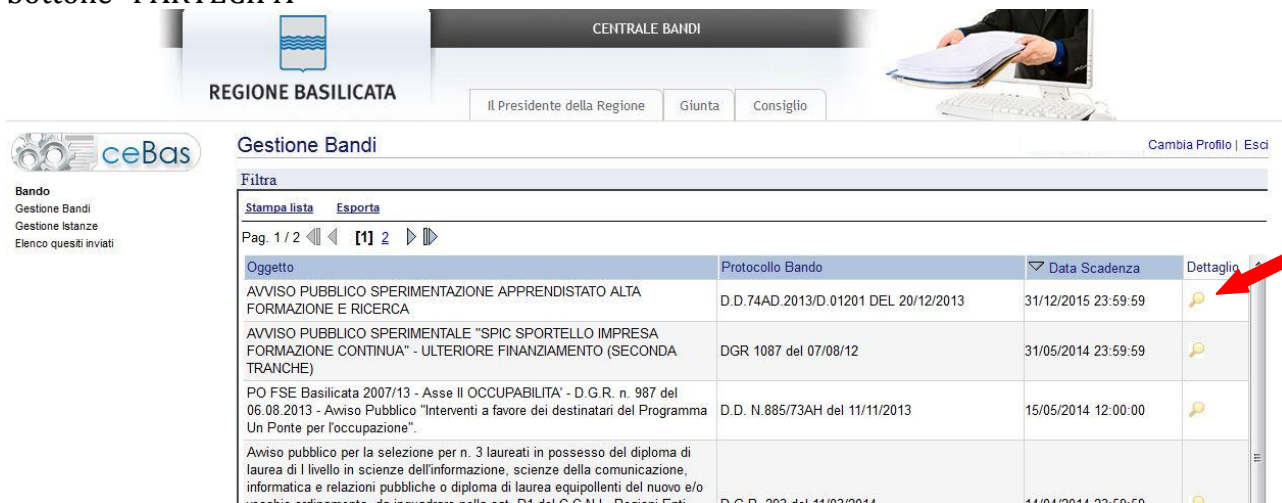 CENTRALE BANDI
REGIONE BASILICATA
Il Presidente della Regione Giunta Consiglio
ceBas
Gestione Bandi
Cambia Profilo | Esci
Bando
Gestione Bandi
Gestione Istanze
Elenco quesiti inviati
Filtra
Stampa lista Esporta
Pag. 1 / 2 [1] 2
Oggetto Protocollo Bando Data Scadenza Dettaglio
AVVISO PUBBLICO SPERIMENTAZIONE APPRENDISTATO ALTA
FORMAZIONE E RICERCA
D.D.74AD.2013/D.01201 DEL 20/12/2013 31/12/2015 23:59:59
AVVISO PUBBLICO SPERIMENTALE "SPIC SPORTELLO IMPRESA
FORMAZIONE CONTINUA" - ULTERIORE FINANZIAMENTO (SECONDA
TRANCHE)
DGR 1087 del 07/08/12 31/05/2014 23:59:59
PO FSE Basilicata 2007/13 - Asse II OCCUPABILITA' - D.G.R. n. 987 del
06.08.2013 - Avviso Pubblico "Interventi a favore dei destinatari del Programma
Un Ponte per l'occupazione".
D.D. N.885/73AH del 11/11/2013 15/05/2014 12:00:00
Avviso pubblico per la selezione per n. 3 laureati in possesso del diploma di
laurea di I livello in scienze dell'informazione, scienze della comunicazione,
informatica e relazioni pubbliche o diploma di laurea equipollenti del nuovo e/o